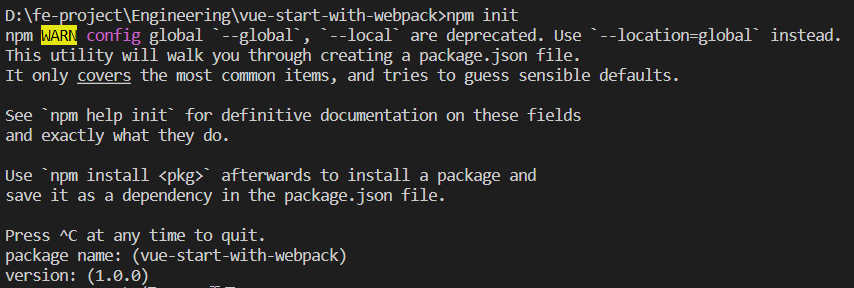 D:\fe-project\Engineering\vue-start-with-webpack>npm init
npm WARN config global `--global`, `--local` are deprecated. Use `--location=global` instead.
This utility will walk you through creating a package.json file.
It only covers the most common items, and tries to guess sensible defaults.
See `npm help init` for definitive documentation on these fields
and exactly what they do.
Use `npm install <pkg>` afterwards to install a package and
save it as a dependency in the package.json file.
Press ^C at any time to quit.
package name: (vue-start-with-webpack)
version: (1.0.0)